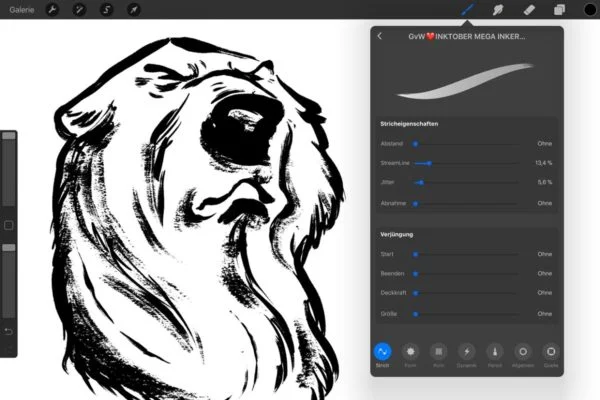 Galerie
GvW❤️INKTOBER MEGA INKER...
Stricheigenschaften
Abstand Ohne
StreamLine 13,4 %
Jitter 5,6 %
Abnahme Ohne
Verjüngung
Start Ohne
Beenden Ohne
Deckkraft Ohne
Größe Ohne
Strich Form Korn Dynamik Pencil Allgemein Quelle